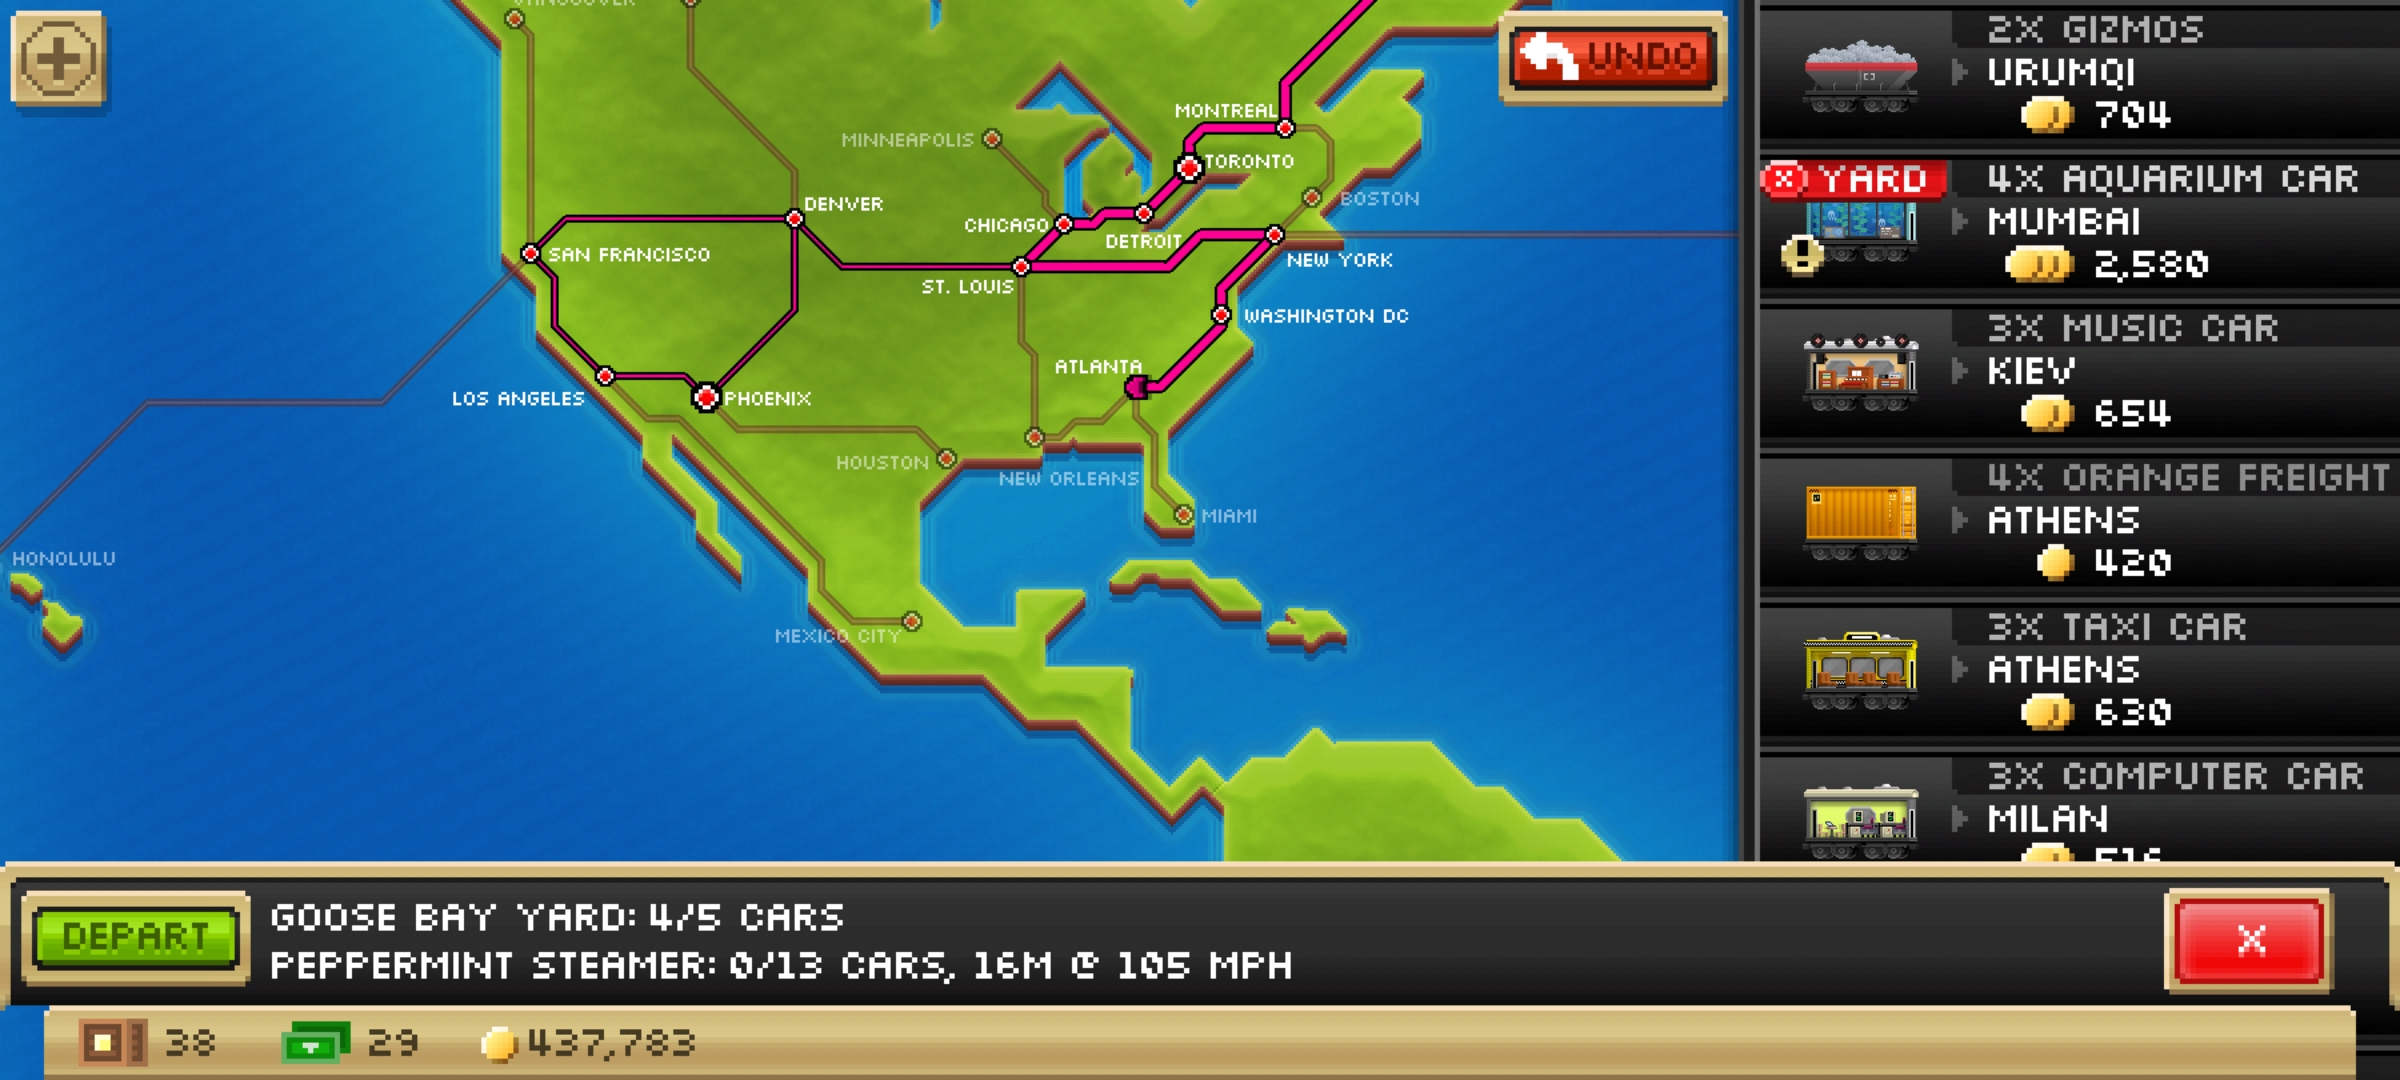 VANCOUVER
UNDO
MONTREAL
MINNEAPOLIS
TORONTO
BOSTON
DENVER
CHICAGO
DETROIT
SAN FRANCISCO
NEW YORK
ST. LOUIS
WASHINGTON DC
ATLANTA
LOS ANGELES
PHOENIX
HOUSTON
NEW ORLEANS
MIAMI
HONOLULU
MEXICO CITY
2X GIZMOS
URUMQI
704
YARD
4X AQUARIUM CAR
MUMBAI
2,580
3X MUSIC CAR
KIEV
654
4X ORANGE FREIGHT
ATHENS
420
3X TAXI CAR
ATHENS
630
3X COMPUTER CAR
MILAN
DEPART
GOOSE BAY YARD: 4/5 CARS
PEPPERMINT STEAMER: 0/13 CARS, 16M @ 105 MPH
X
38
29
437,783